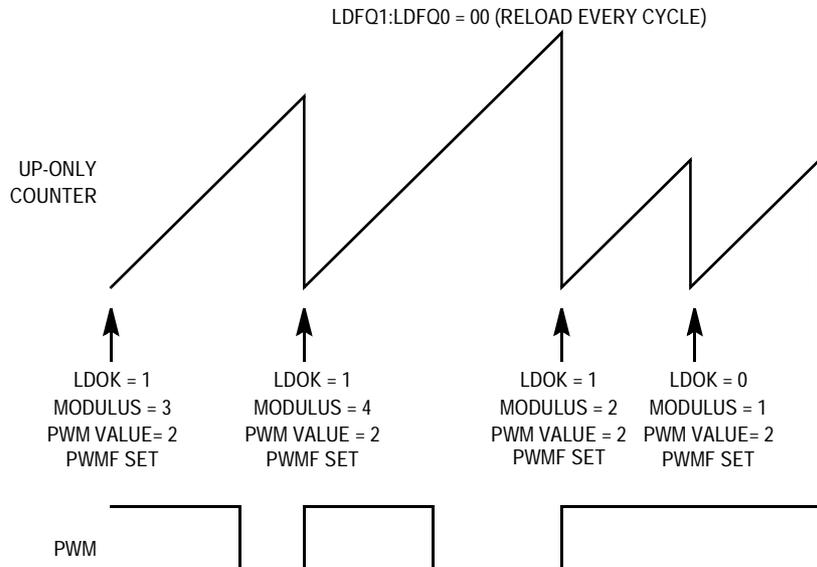 LDFQ1:LDFQ0 = 00 (RELOAD EVERY CYCLE)
UP-ONLY
COUNTER
LDOK = 1
MODULUS = 3
PWM VALUE= 2
PWMF SET
LDOK = 1
MODULUS = 4
PWM VALUE = 2
PWMF SET
LDOK = 1
MODULUS = 2
PWM VALUE = 2
PWMF SET
LDOK = 0
MODULUS = 1
PWM VALUE= 2
PWMF SET
PWM